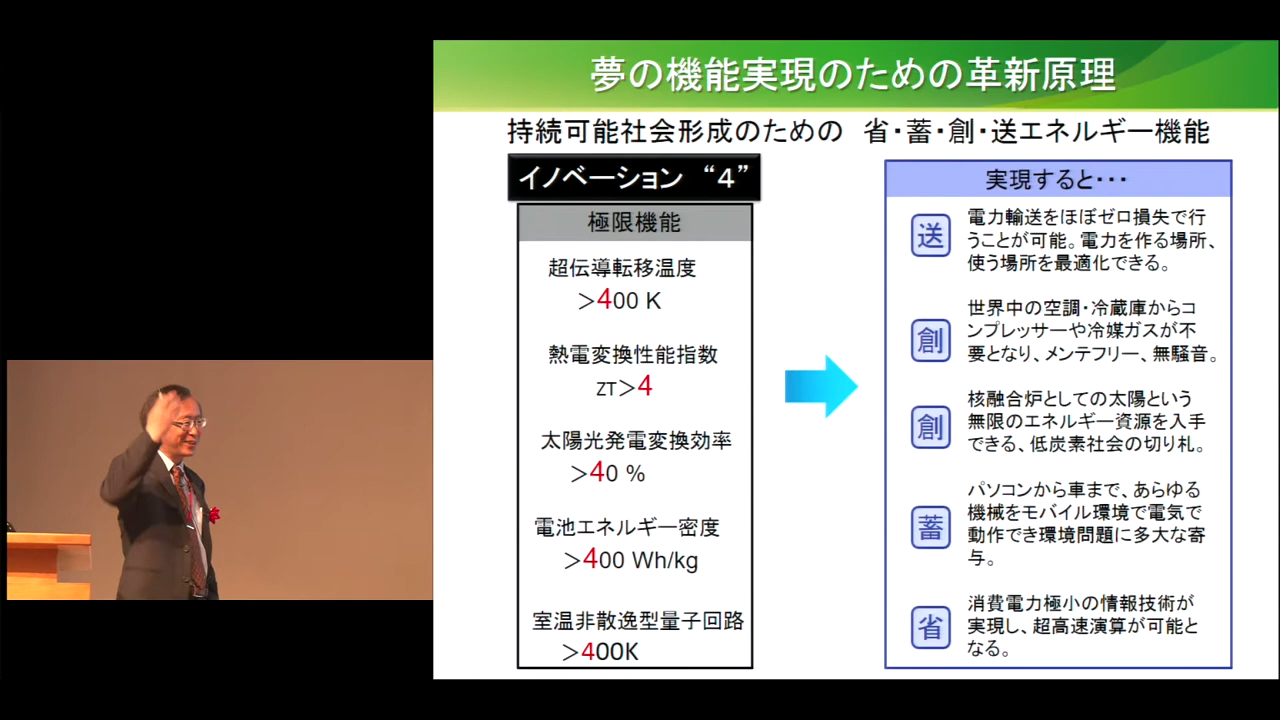 夢の機能実現のための革新原理
持続可能社会形成のための 省・蓄・創・送エネルギー機能
イノベーション “４”
極限機能
超伝導転移温度
>400 K
熱電変換性能指数
ZT>4
太陽光発電変換効率
>40 %
電池エネルギー密度
>400 Wh/kg
室温非散逸型量子回路
>400K
実現すると・・・
送
電力輸送をほぼゼロ損失で行
うことが可能。電力を作る場所、
使う場所を最適化できる。
創
世界中の空調・冷蔵庫からコ
ンプレッサーや冷媒ガスが不
要となり、メンテフリー、無騒音。
創
核融合炉としての太陽という
無限のエネルギー資源を入手
できる、低炭素社会の切り札。
蓄
パソコンから車まで、あらゆる
機械をモバイル環境で電気で
動作でき環境問題に多大な寄
与。
省
消費電力極小の情報技術が
実現し、超高速演算が可能と
なる。